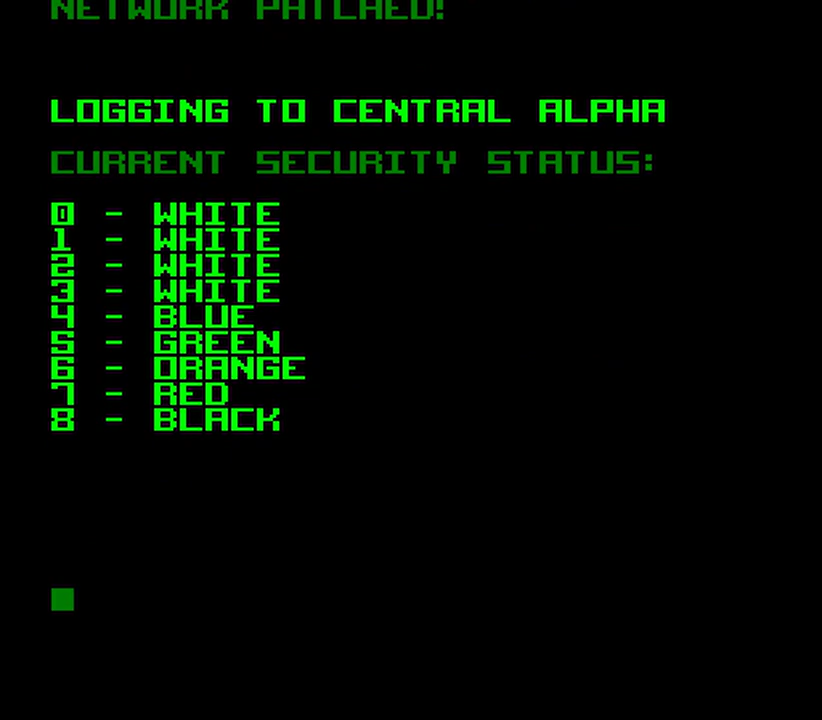 NETWORK PATCHED!
LOGGING TO CENTRAL ALPHA
CURRENT SECURITY STATUS:
0 - WHITE
1 - WHITE
2 - WHITE
3 - WHITE
4 - BLUE
5 - GREEN
6 - ORANGE
7 - RED
8 - BLACK